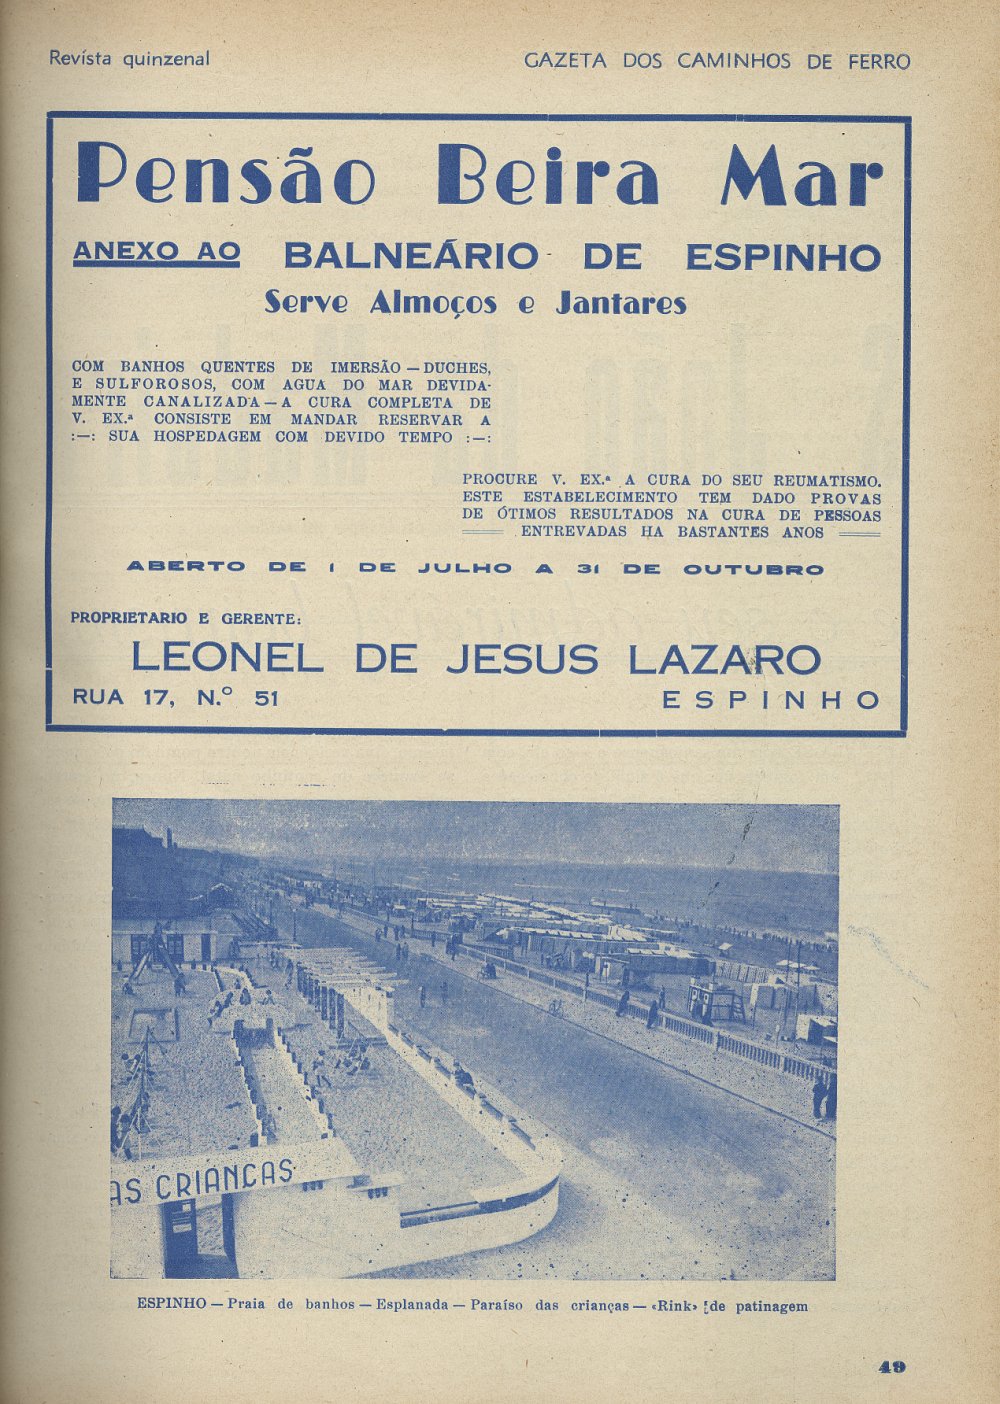 Revista quinzenal
GAZETA DOS CAMINHOS DE FERRO
Pensão Beira Mar
ANEXO AO BALNEÁRIO DE ESPINHO
Serve Almoços e Jantares
COM BANHOS QUENTES DE IMERSÃO — DUCHES,
E SULFOROSOS, COM AGUA DO MAR DEVIDA-
MENTE CANALIZADA — A CURA COMPLETA DE
V. EX.ª CONSISTE EM MANDAR RESERVAR A
:—: SUA HOSPEDAGEM COM DEVIDO TEMPO :—:
PROCURE V. EX.ª A CURA DO SEU REUMATISMO.
ESTE ESTABELECIMENTO TEM DADO PROVAS
DE ÓTIMOS RESULTADOS NA CURA DE PESSOAS
ENTREVADAS HA BASTANTES ANOS
ABERTO DE 1 DE JULHO A 31 DE OUTUBRO
PROPRIETARIO E GERENTE:
LEONEL DE JESUS LAZARO
RUA 17, N.º 51
ESPINHO
AS CRIANÇAS
ESPINHO — Praia de banhos — Esplanada — Paraíso das crianças — «Rink» de patinagem
49